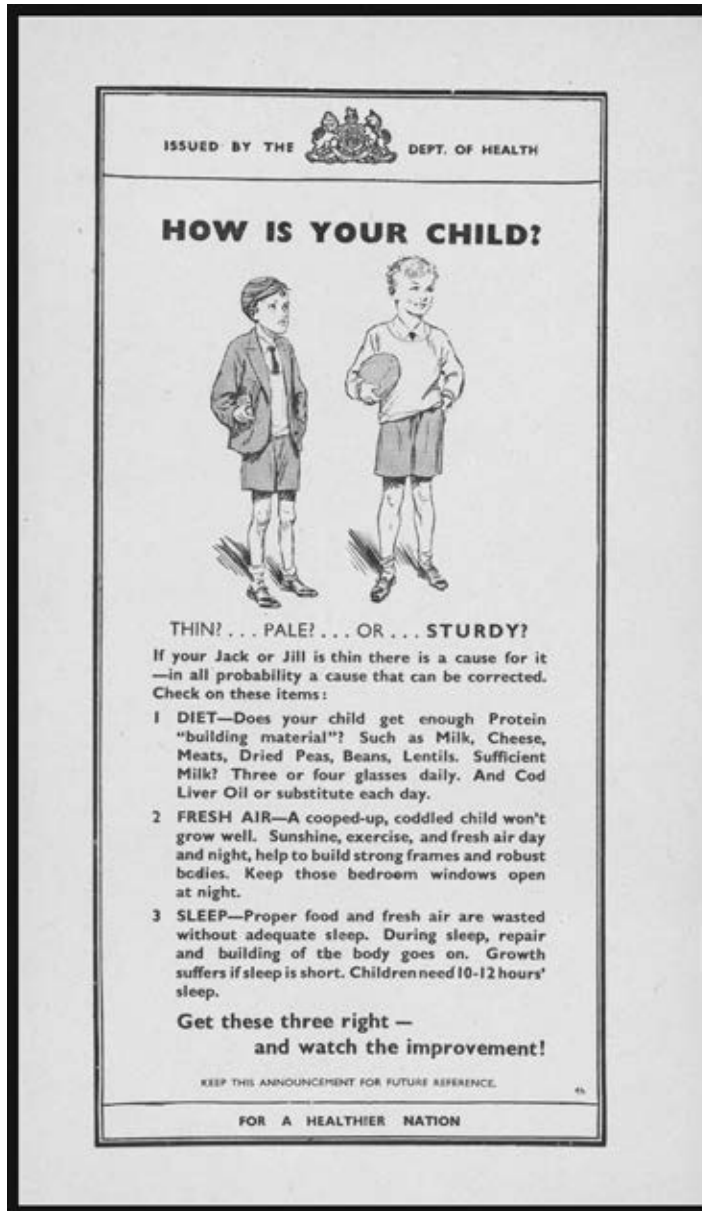 ISSUED BY THE DEPT. OF HEALTH
HOW IS YOUR CHILD?
THIN? . . . PALE? . . . OR . . . STURDY?
If your Jack or Jill is thin there is a cause for it
—in all probability a cause that can be corrected.
Check on these items:
1 DIET—Does your child get enough Protein
"building material"? Such as Milk, Cheese,
Meats, Dried Peas, Beans, Lentils. Sufficient
Milk? Three or four glasses daily. And Cod
Liver Oil or substitute each day.
2 FRESH AIR—A cooped-up, coddled child won't
grow well. Sunshine, exercise, and fresh air day
and night, help to build strong frames and robust
bodies. Keep those bedroom windows open
at night.
3 SLEEP—Proper food and fresh air are wasted
without adequate sleep. During sleep, repair
and building of the body goes on. Growth
suffers if sleep is short. Children need 10-12 hours'
sleep.
Get these three right —
and watch the improvement!
KEEP THIS ANNOUNCEMENT FOR FUTURE REFERENCE.
FOR A HEALTHIER NATION